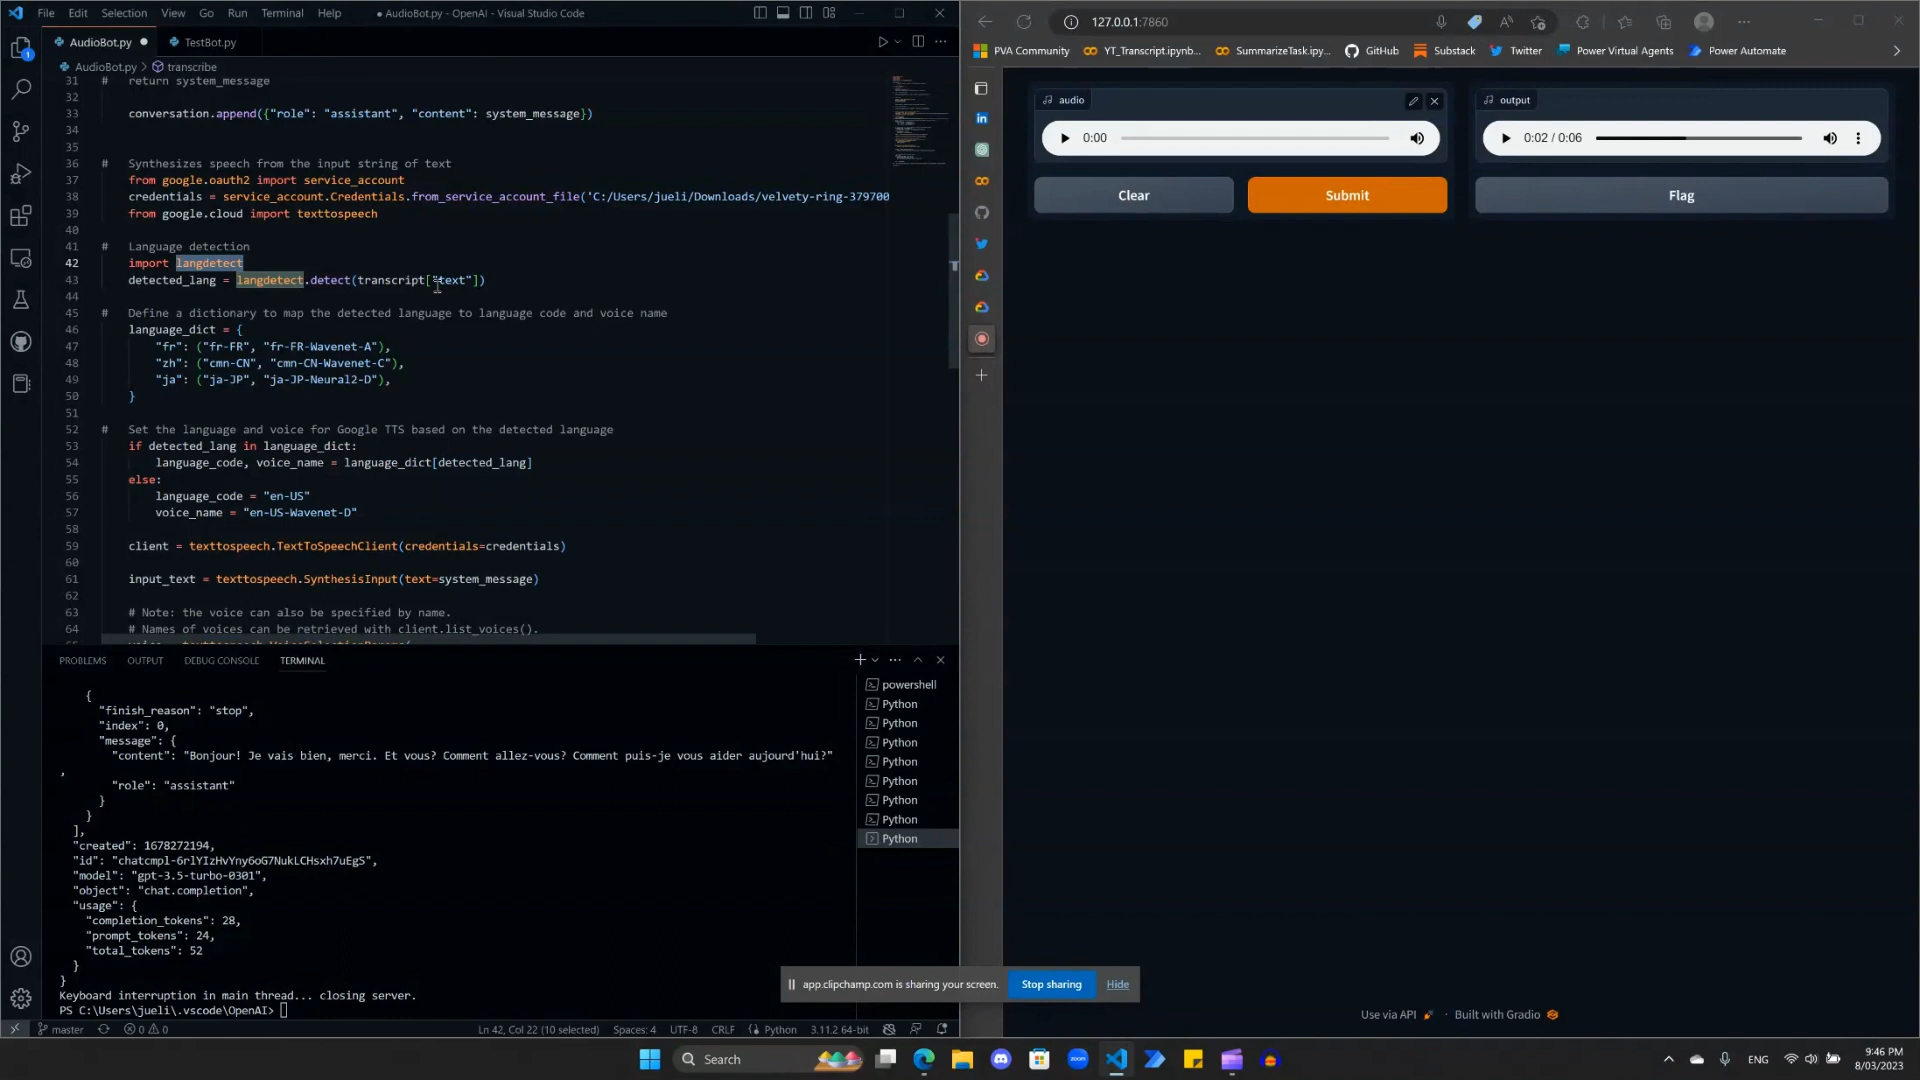 File Edit Selection View Go Run Terminal Help
● AudioBot.py - OpenAI - Visual Studio Code
AudioBot.py ● TestBot.py
AudioBot.py > transcribe
31 # return system_message
32
33 conversation.append({"role": "assistant", "content": system_message})
34
35
36 # Synthesizes speech from the input string of text
37 from google.oauth2 import service_account
38 credentials = service_account.Credentials.from_service_account_file('C:/Users/jueli/Downloads/velvety-ring-379700
39 from google.cloud import texttospeech
40
41 # Language detection
42 import langdetect
43 detected_lang = langdetect.detect(transcript["text"])
44
45 # Define a dictionary to map the detected language to language code and voice name
46 language_dict = {
47 "fr": ("fr-FR", "fr-FR-Wavenet-A"),
48 "zh": ("cmn-CN", "cmn-CN-Wavenet-C"),
49 "ja": ("ja-JP", "ja-JP-Neural2-D"),
50 }
51
52 # Set the language and voice for Google TTS based on the detected language
53 if detected_lang in language_dict:
54 language_code, voice_name = language_dict[detected_lang]
55 else:
56 language_code = "en-US"
57 voice_name = "en-US-Wavenet-D"
58
59 client = texttospeech.TextToSpeechClient(credentials=credentials)
60
61 input_text = texttospeech.SynthesisInput(text=system_message)
62
63 # Note: the voice can also be specified by name.
64 # Names of voices can be retrieved with client.list_voices().
PROBLEMS OUTPUT DEBUG CONSOLE TERMINAL
{
"finish_reason": "stop",
"index": 0,
"message": {
"content": "Bonjour! Je vais bien, merci. Et vous? Comment allez-vous? Comment puis-je vous aider aujourd'hui?"
,
"role": "assistant"
}
}
],
"created": 1678272194,
"id": "chatcmpl-6rlYIzHvYny6oG7NukLCHsxh7uEgS",
"model": "gpt-3.5-turbo-0301",
"object": "chat.completion",
"usage": {
"completion_tokens": 28,
"prompt_tokens": 24,
"total_tokens": 52
}
}
Keyboard interruption in main thread... closing server.
PS C:\Users\jueli\.vscode\OpenAI>
powershell
Python
Python
Python
Python
Python
Python
Python
Python
master 0 0 Ln 42, Col 22 (10 selected) Spaces: 4 UTF-8 CRLF Python 3.11.2 64-bit
127.0.0.1:7860
PVA Community YT_Transcript.ipynb... SummarizeTask.ipy... GitHub Substack Twitter Power Virtual Agents Power Automate
audio
0:00
Clear Submit
output
0:02 / 0:06
Flag
app.clipchamp.com is sharing your screen. Stop sharing Hide
Use via API · Built with Gradio
Search
ENG
9:46 PM
8/03/2023